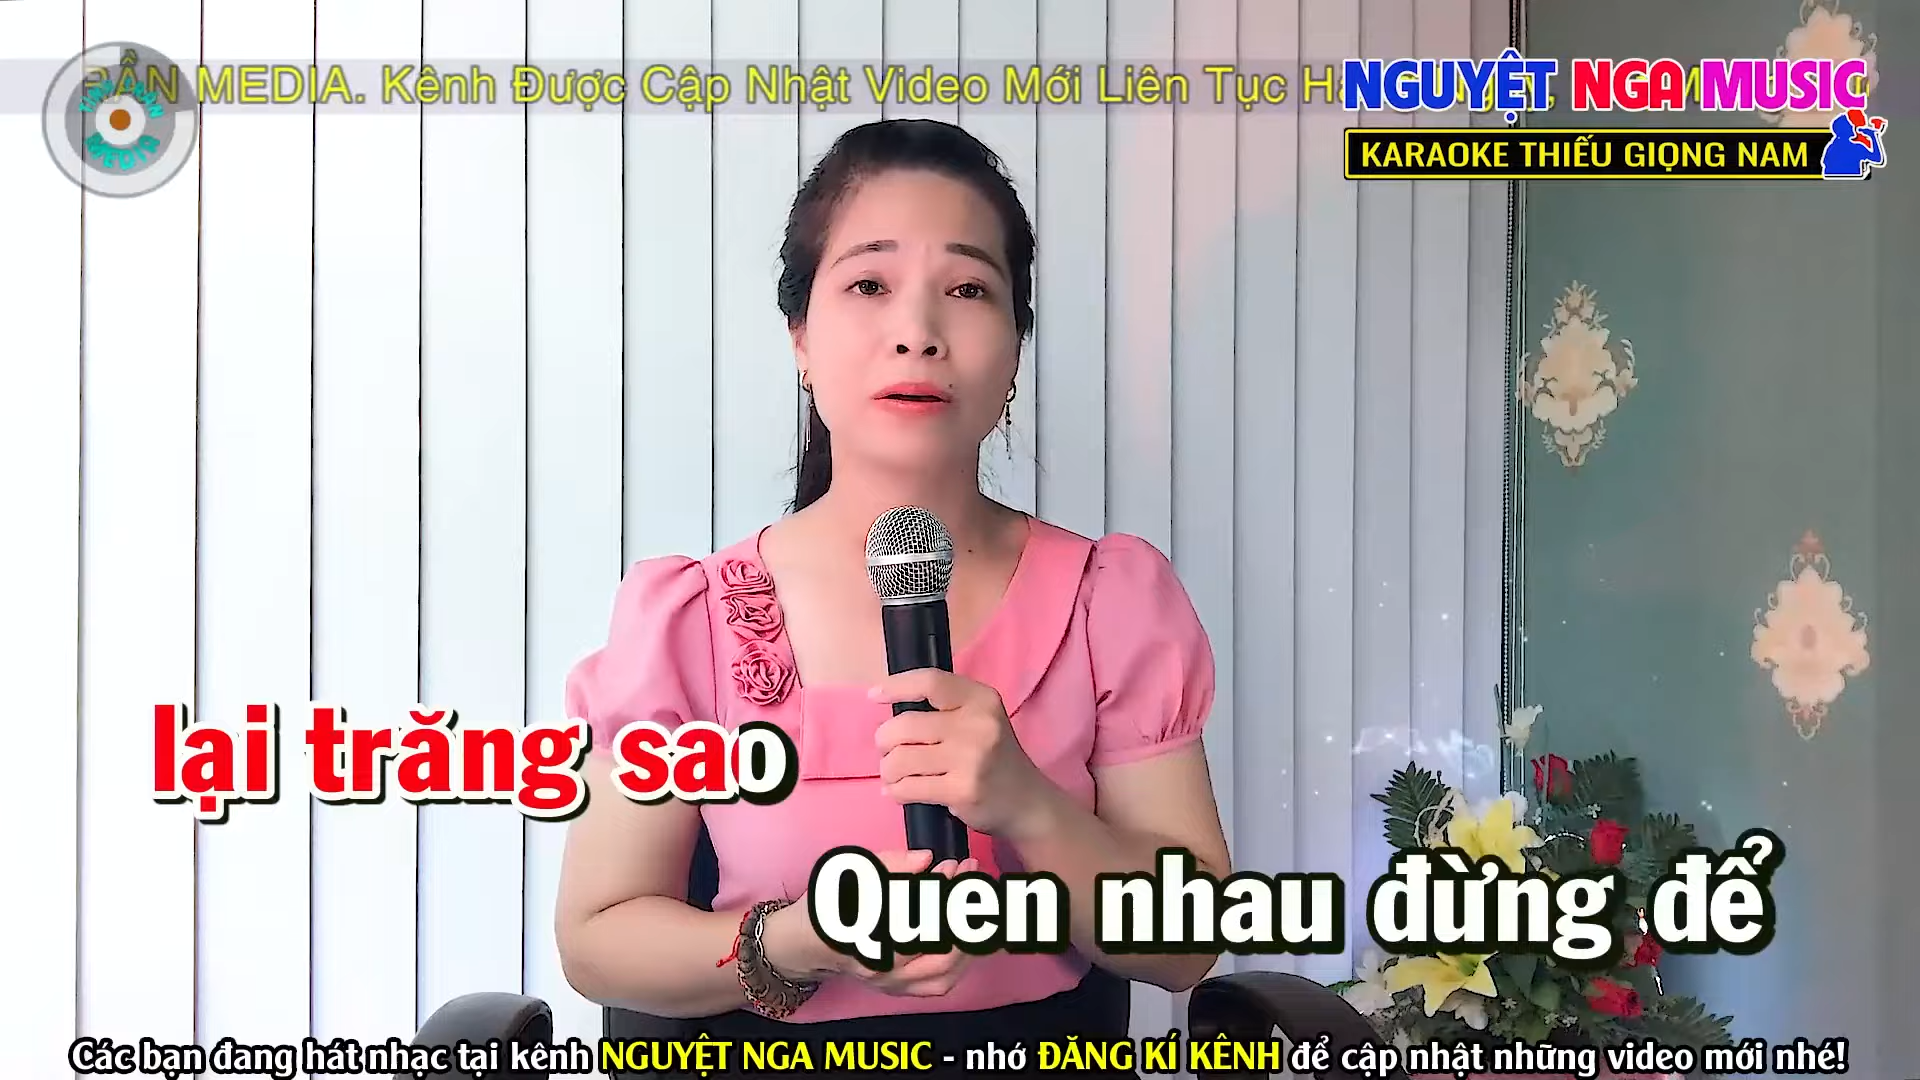 MEDIA. Kênh Được Cập Nhật Video Mới Liên Tục
NGUYỆT NGA MUSIC
KARAOKE THIẾU GIỌNG NAM
MEDIA
lại trăng sao
Quen nhau đừng để
Các bạn đang hát nhạc tại kênh NGUYỆT NGA MUSIC - nhớ ĐĂNG KÍ KÊNH để cập nhật những video mới nhé!